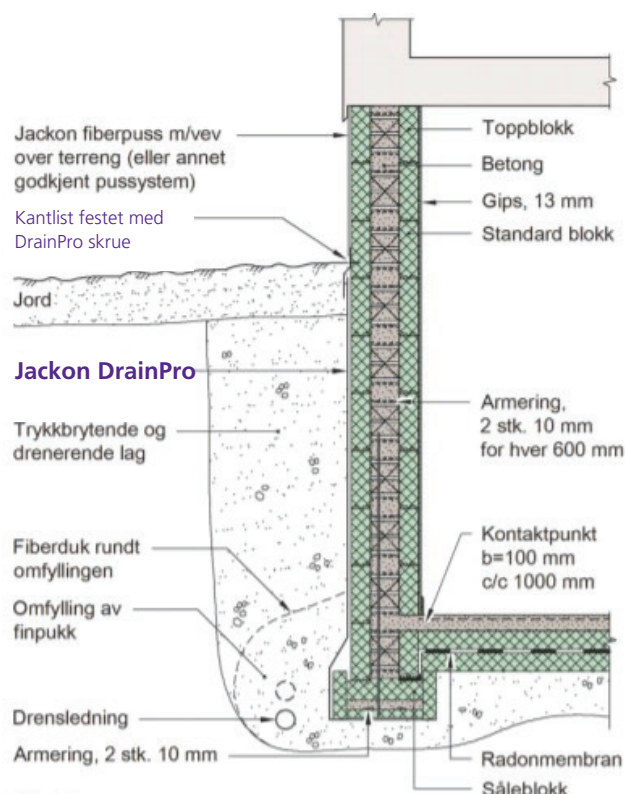 Jackon fiberpuss m/vev
over terreng (eller annet
godkjent pussystem)
Kantlist festet med
DrainPro skrue
Jord
Jackon DrainPro
Trykkbrytende og
drenerende lag
Fiberduk rundt
omfyllingen
Omfylling av
finpukk
Drensledning
Armering, 2 stk. 10 mm
Toppblokk
Betong
Gips, 13 mm
Standard blokk
Armering,
2 stk. 10 mm
for hver 600 mm
Kontaktpunkt
b=100 mm
c/c 1000 mm
Radonmembran
Såleblokk